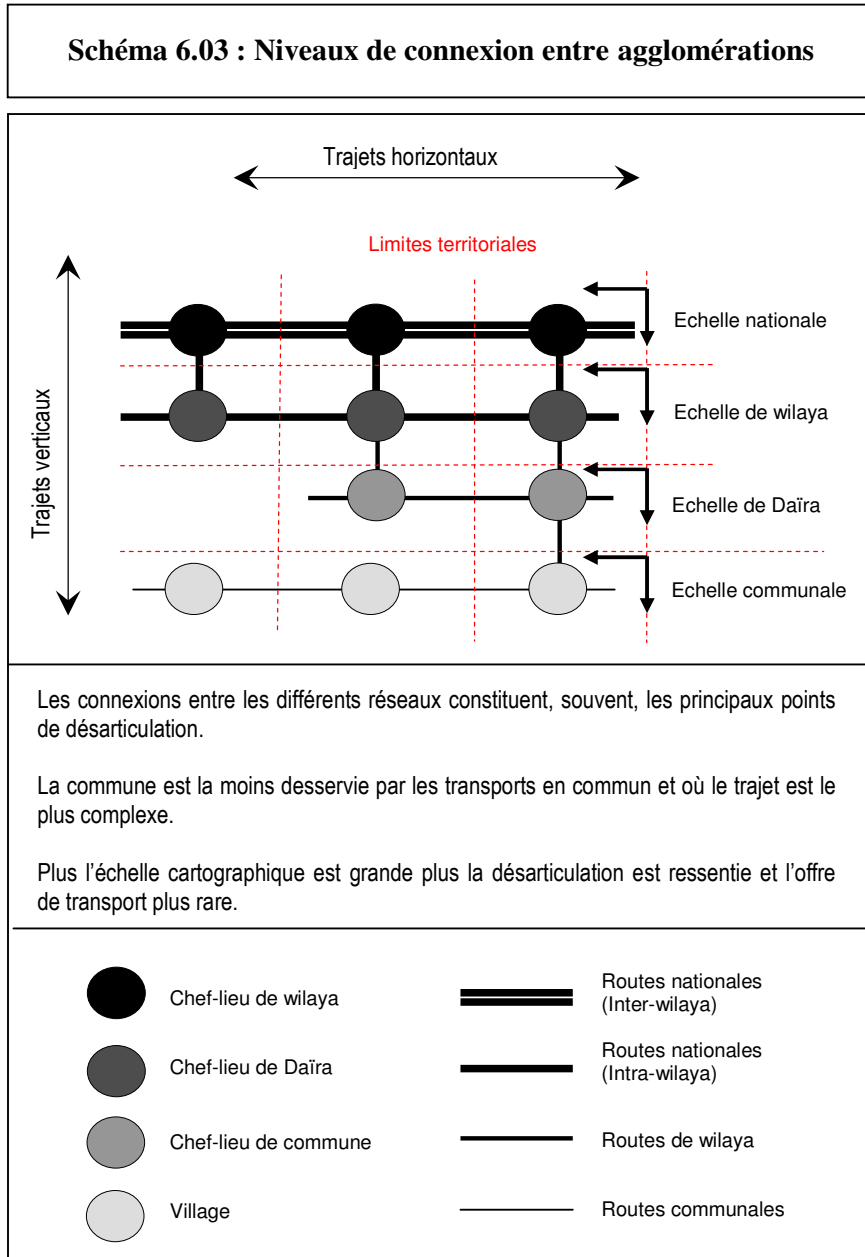 Schéma 6.03 : Niveaux de connexion entre agglomérations
Trajets horizontaux
Limites territoriales
Trajets verticaux
Echelle nationale
Echelle de wilaya
Echelle de Daïra
Echelle communale
Les connexions entre les différents réseaux constituent, souvent, les principaux points
de désarticulation.
La commune est la moins desservie par les transports en commun et où le trajet est le
plus complexe.
Plus l’échelle cartographique est grande plus la désarticulation est ressentie et l’offre
de transport plus rare.
Chef-lieu de wilaya
Routes nationales
(Inter-wilaya)
Chef-lieu de Daïra
Routes nationales
(Intra-wilaya)
Chef-lieu de commune
Routes de wilaya
Village
Routes communales